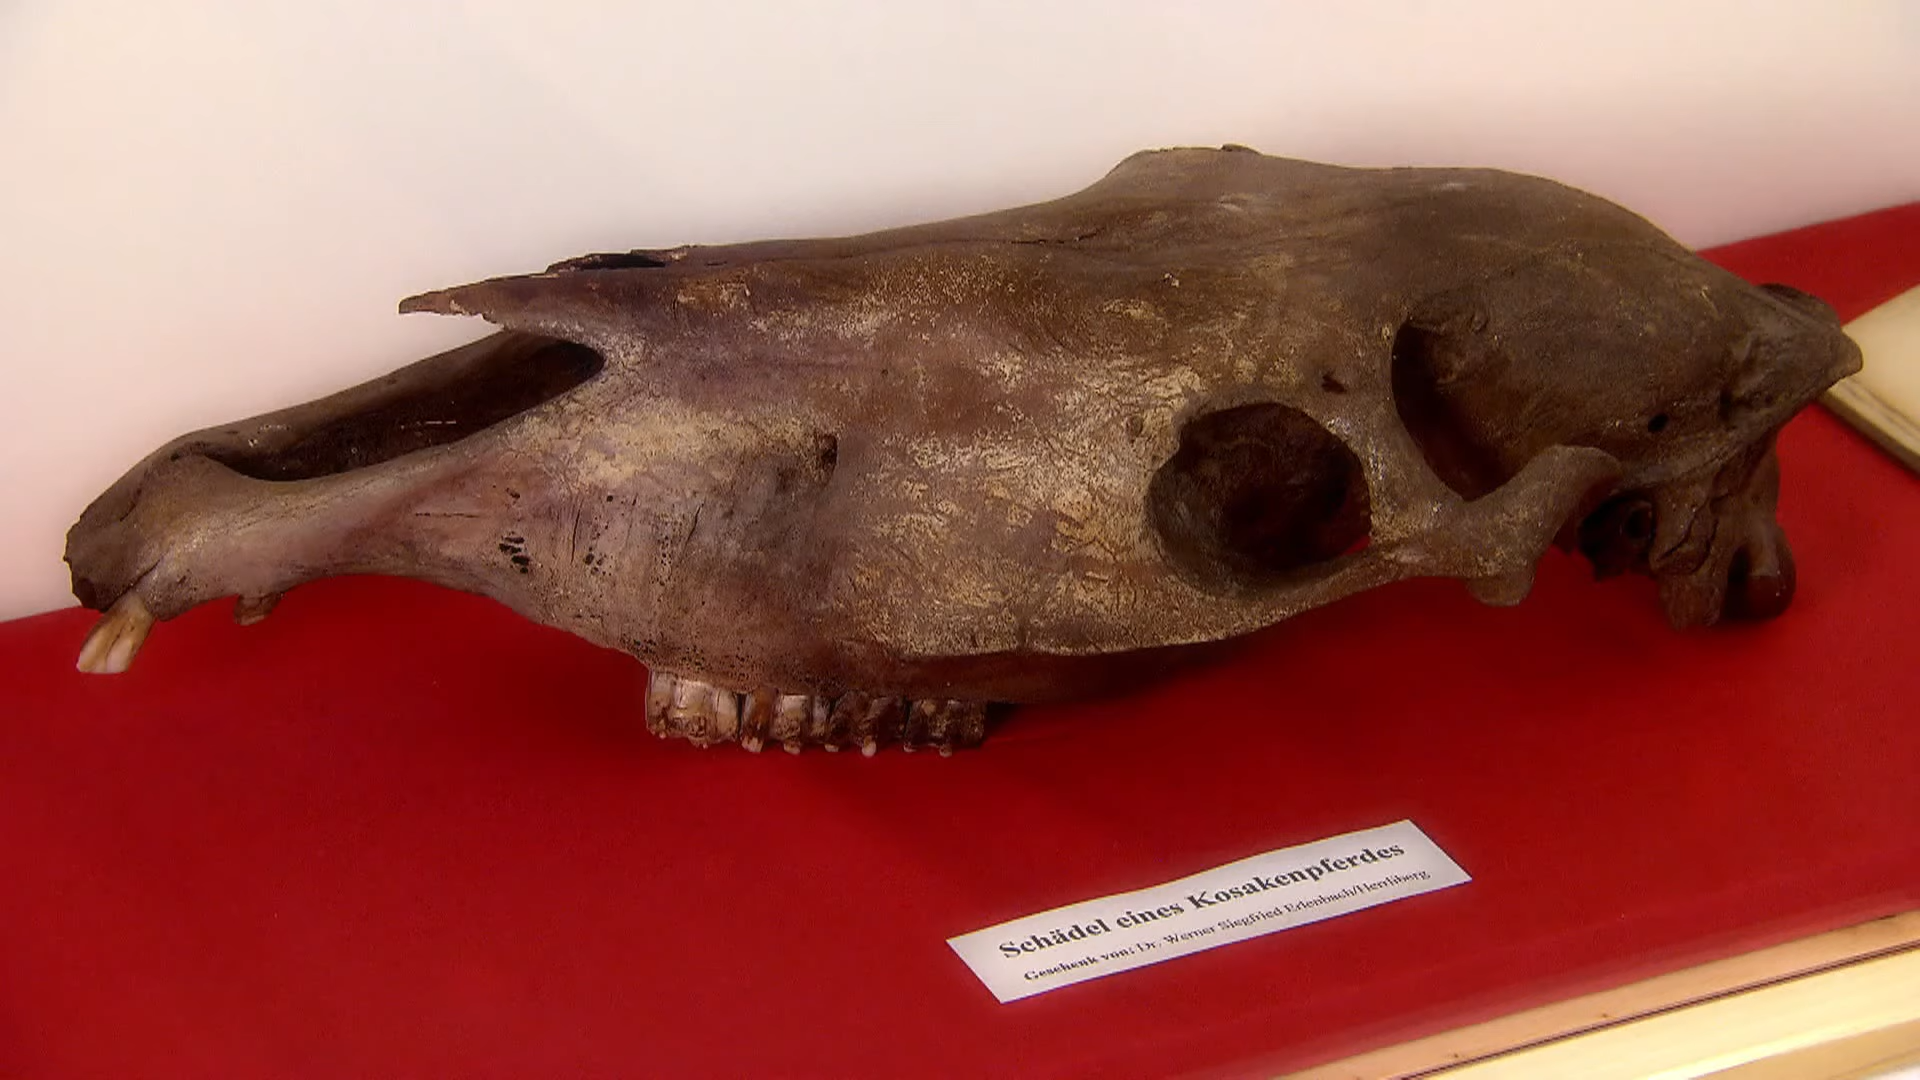 Schädel eines Kosakenpferdes
Geschenk von: Dr. Werner Siegfried Erlenbach/Herrliberg